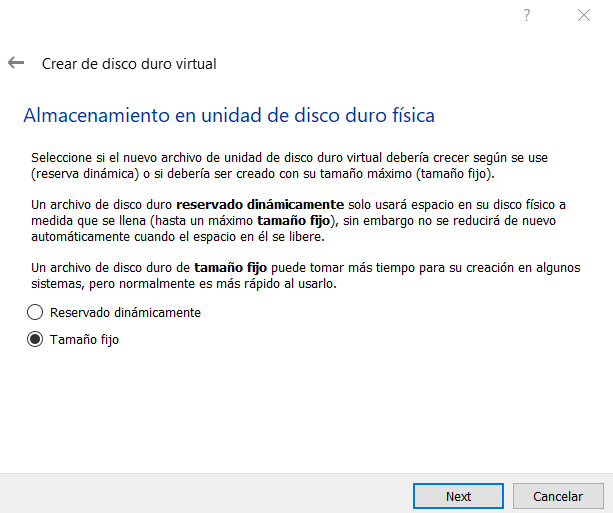 ?
Crear de disco duro virtual
Almacenamiento en unidad de disco duro física
Seleccione si el nuevo archivo de unidad de disco duro virtual debería crecer según se use
(reserva dinámica) o si debería ser creado con su tamaño máximo (tamaño fijo).
Un archivo de disco duro reservado dinámicamente solo usará espacio en su disco físico a
medida que se llena (hasta un máximo tamaño fijo), sin embargo no se reducirá de nuevo
automáticamente cuando el espacio en él se libere.
Un archivo de disco duro de tamaño fijo puede tomar más tiempo para su creación en algunos
sistemas, pero normalmente es más rápido al usarlo.
Reservado dinámicamente
Tamaño fijo
Next
Cancelar